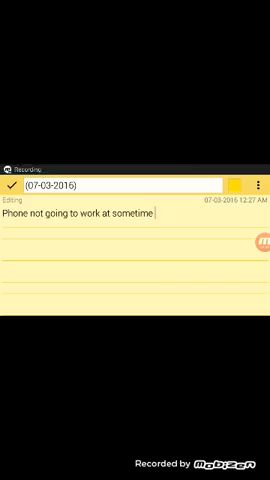 Recording
(07-03-2016)
Editing 07-03-2016 12:27 AM
Phone not going to work at sometime
Recorded by Mobizen